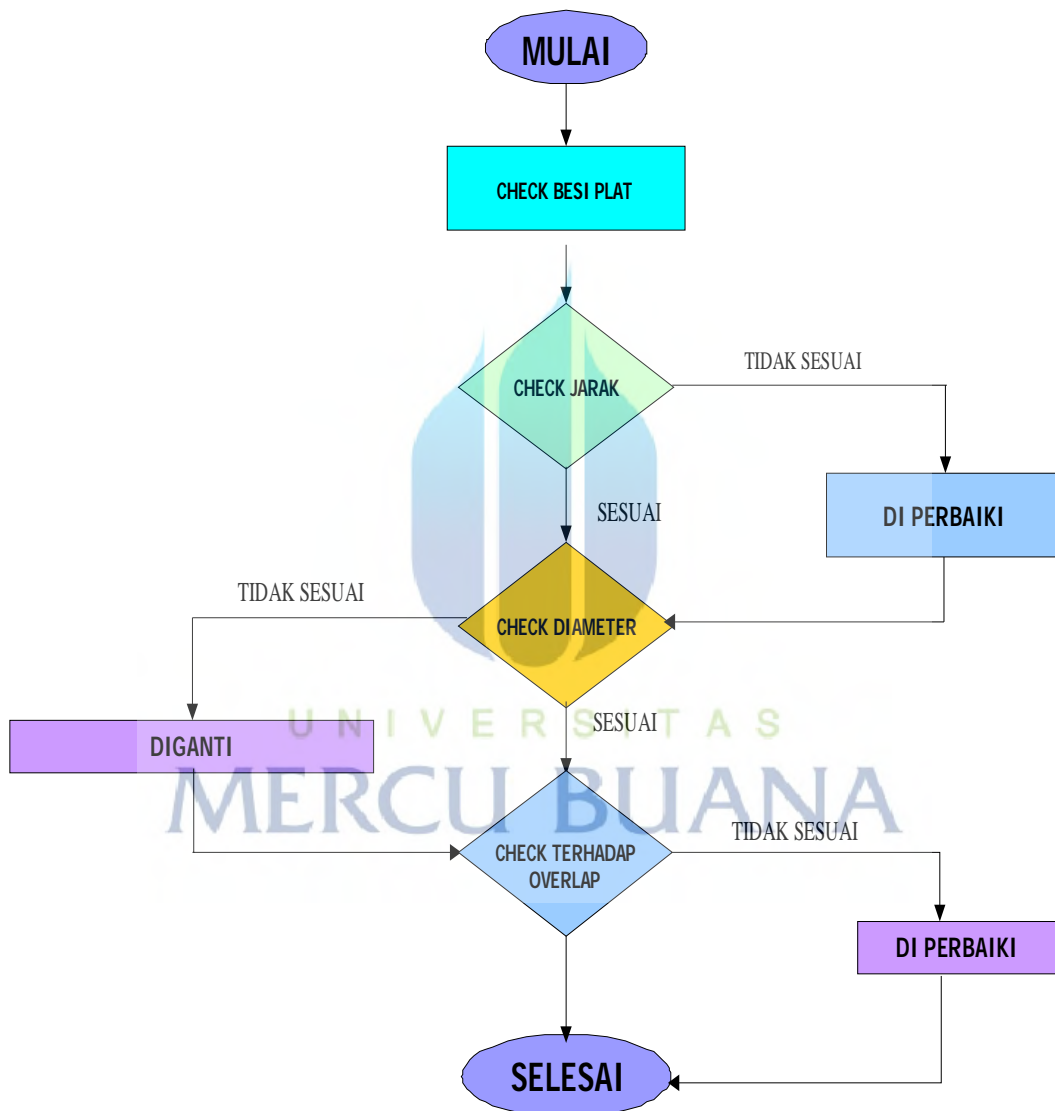 MULAI
CHECK BESI PLAT
CHECK JARAK
TIDAK SESUAI
DI PERBAIKI
SESUAI
TIDAK SESUAI
CHECK DIAMETER
SESUAI
DIGANTI
UNIVERSITAS
MERCU BUANA
TIDAK SESUAI
CHECK TERHADAP
OVERLAP
DI PERBAIKI
SELESAI